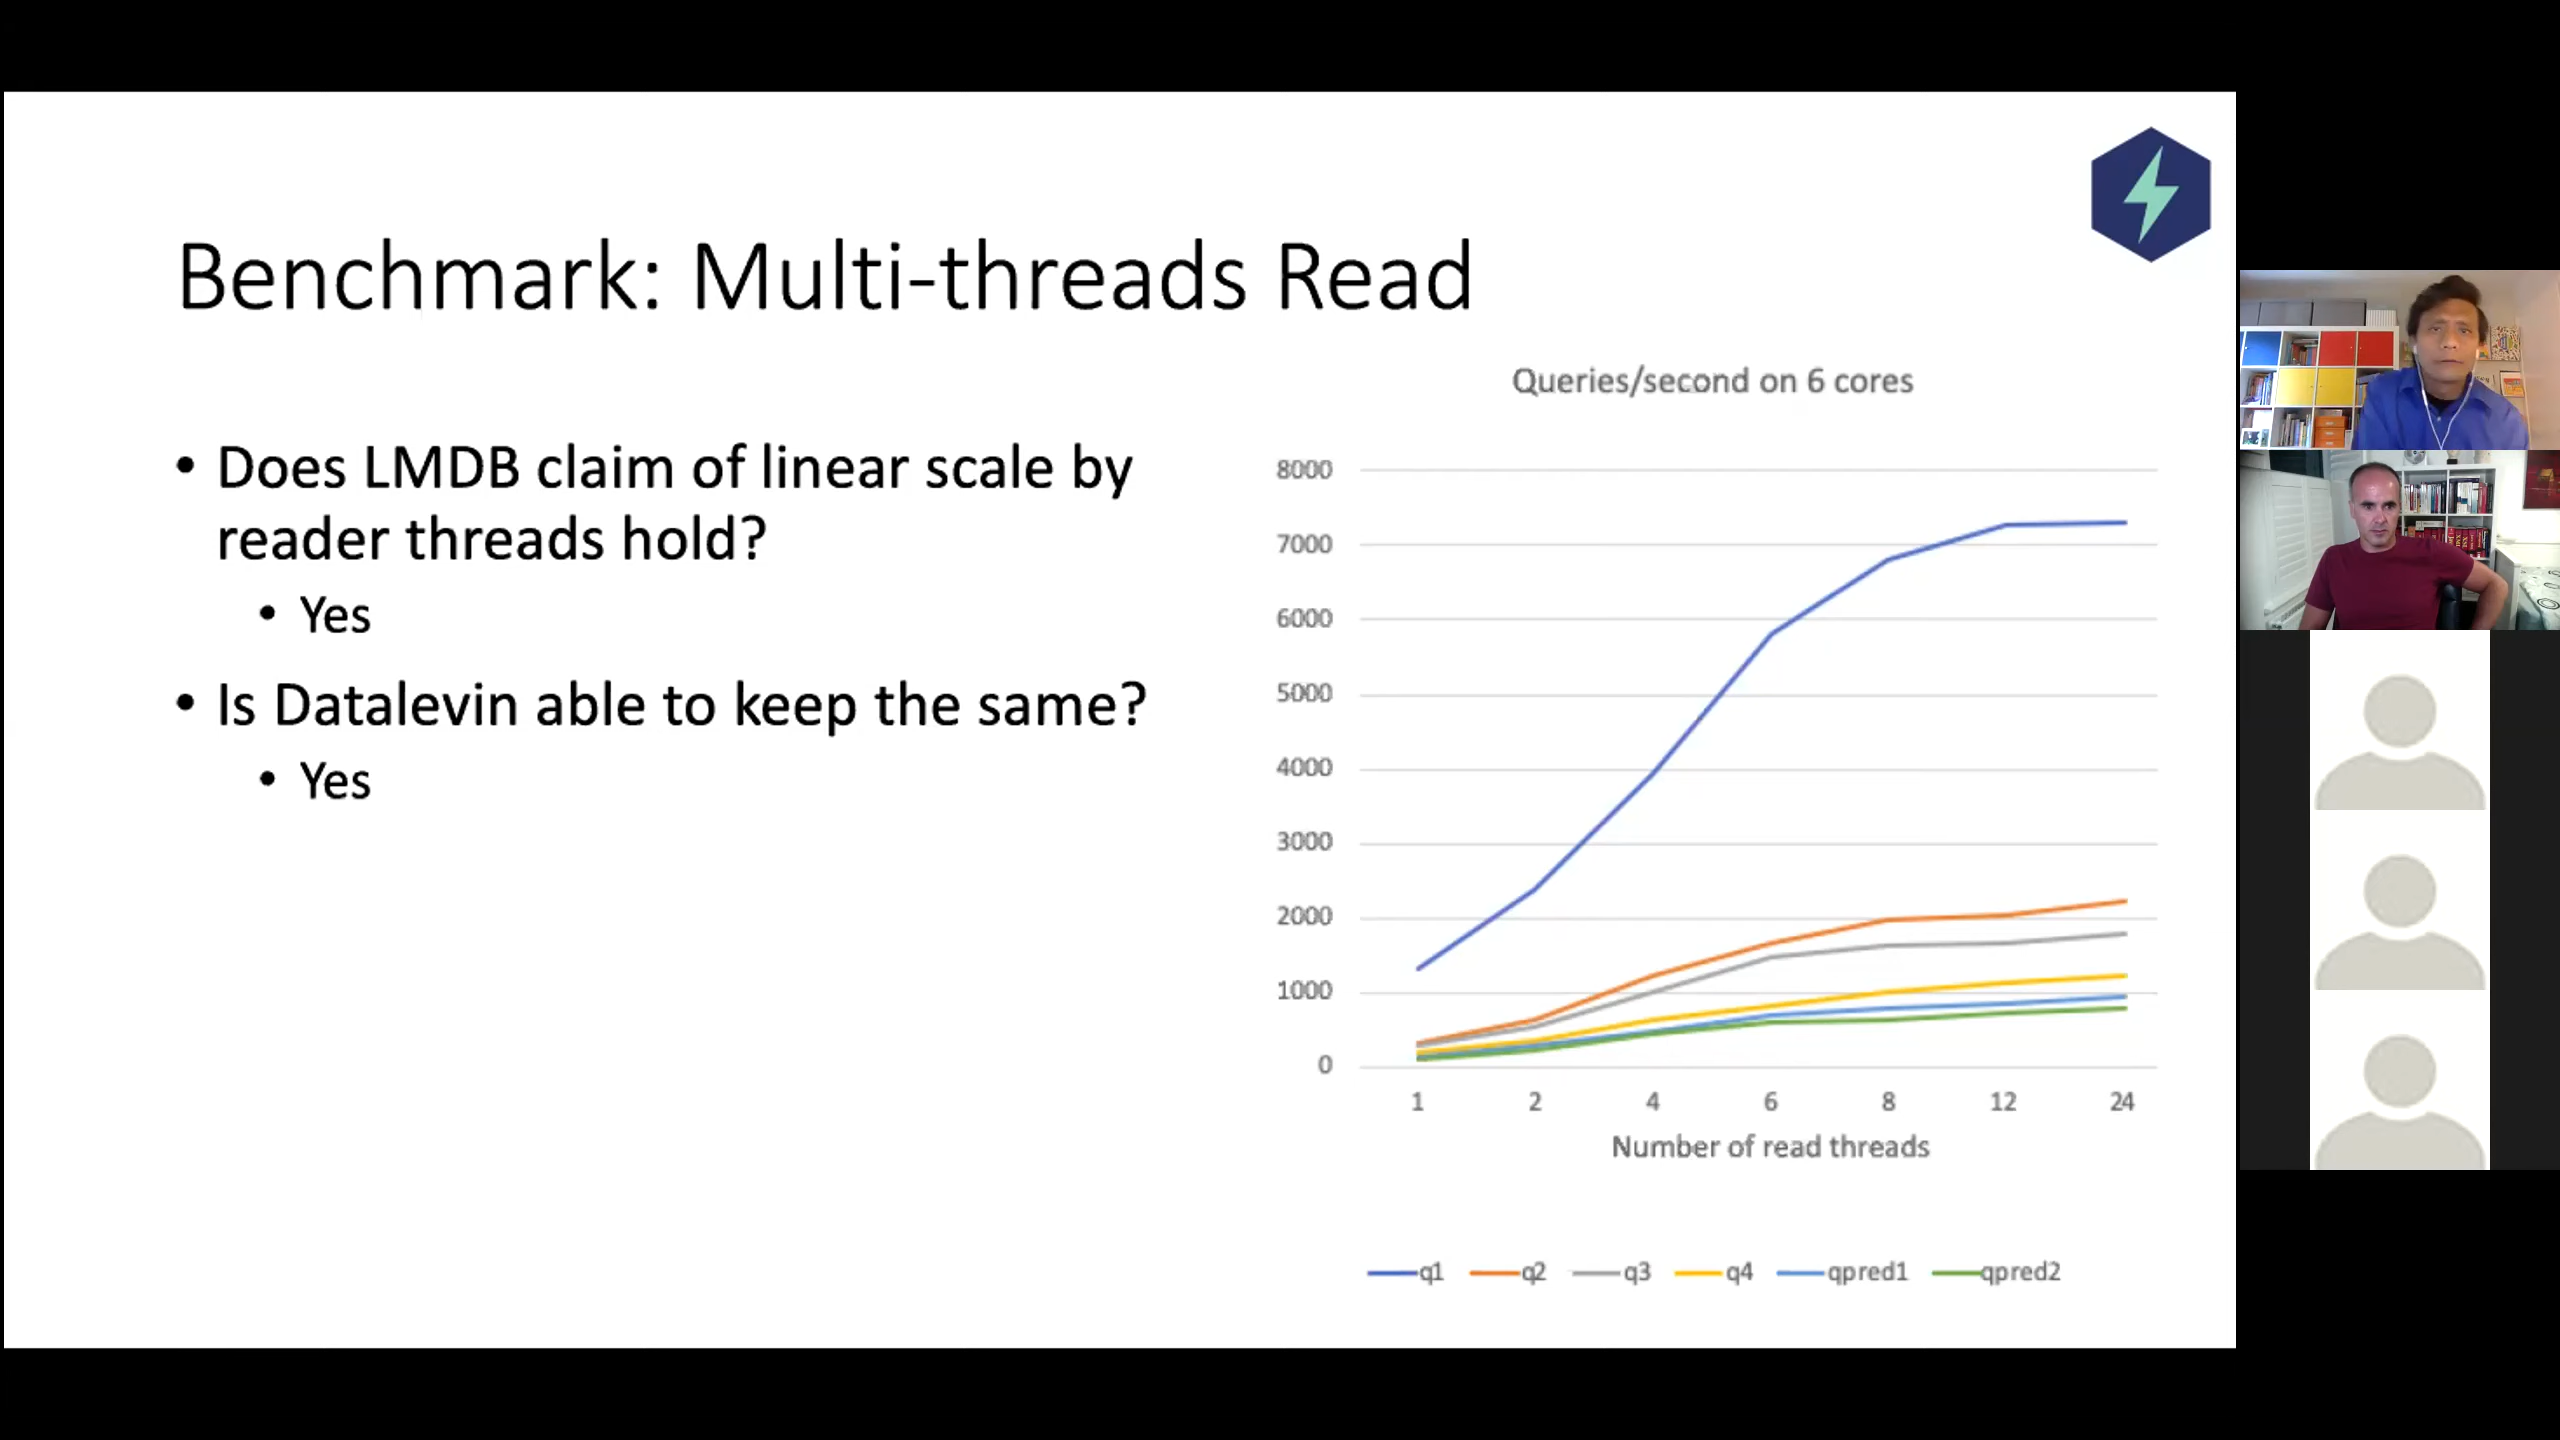 Benchmark: Multi-threads Read
• Does LMDB claim of linear scale by
reader threads hold?
• Yes
• Is Datalevin able to keep the same?
• Yes
Queries/second on 6 cores
8000
7000
6000
5000
4000
3000
2000
1000
0
1 2 4 6 8 12 24
Number of read threads
q1 q2 q3 q4 qpred1 qpred2